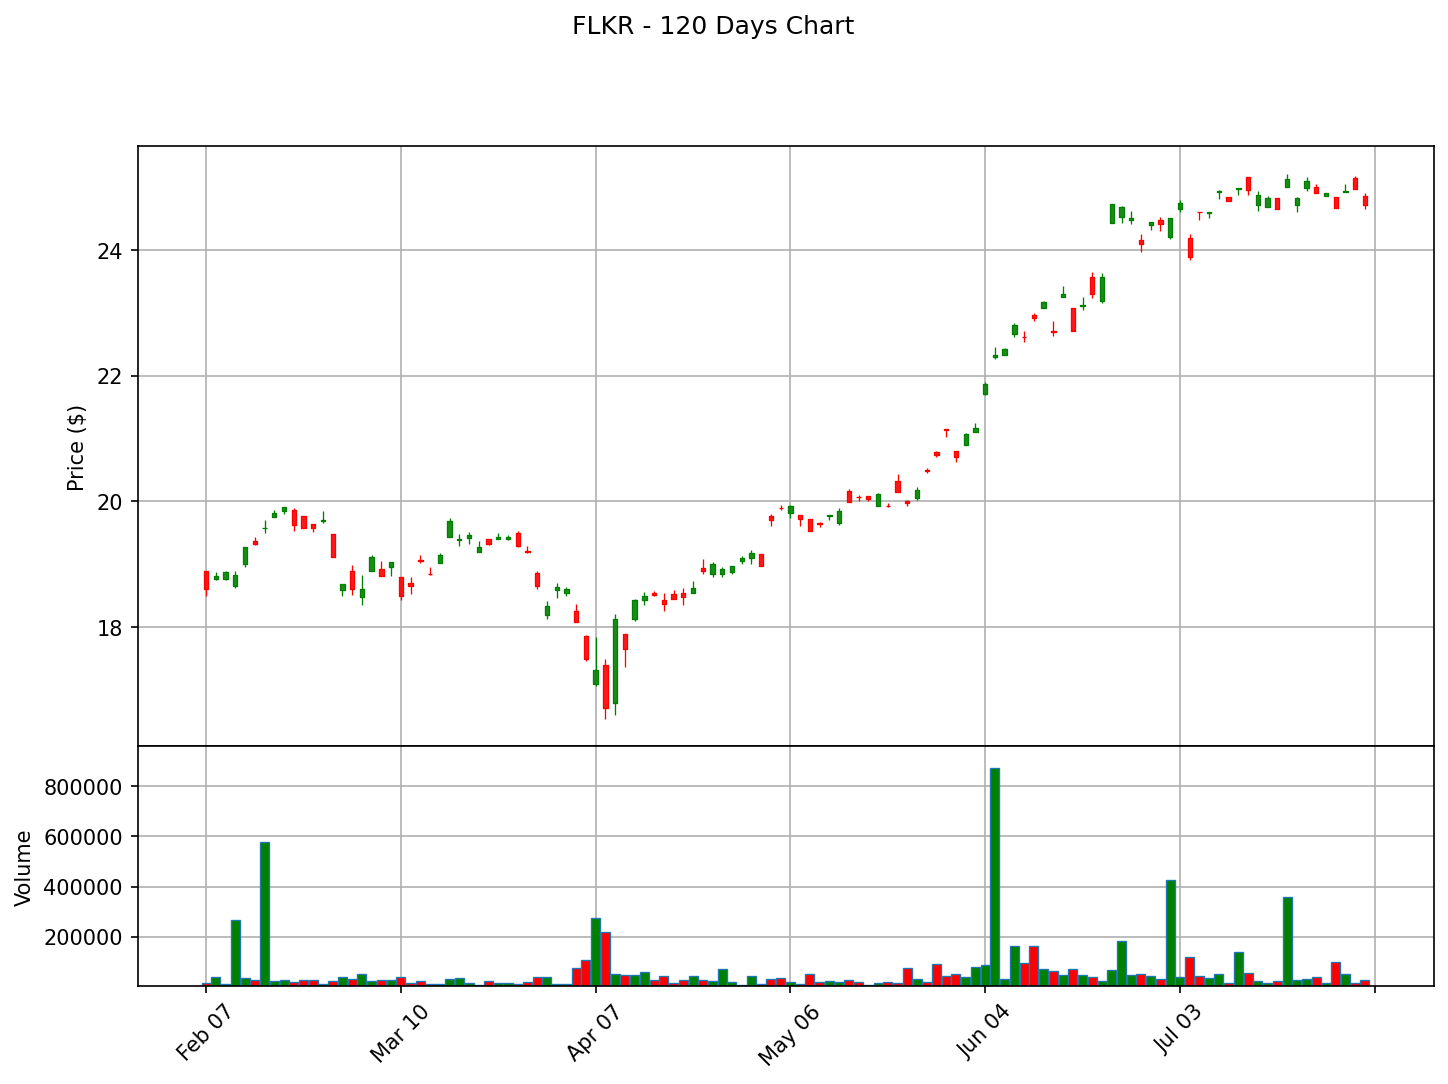 FLKR - 120 Days Chart
Price ($)
24
22
20
18
Volume
800000
600000
400000
200000
Feb 07
Mar 10
Apr 07
May 06
Jun 04
Jul 03